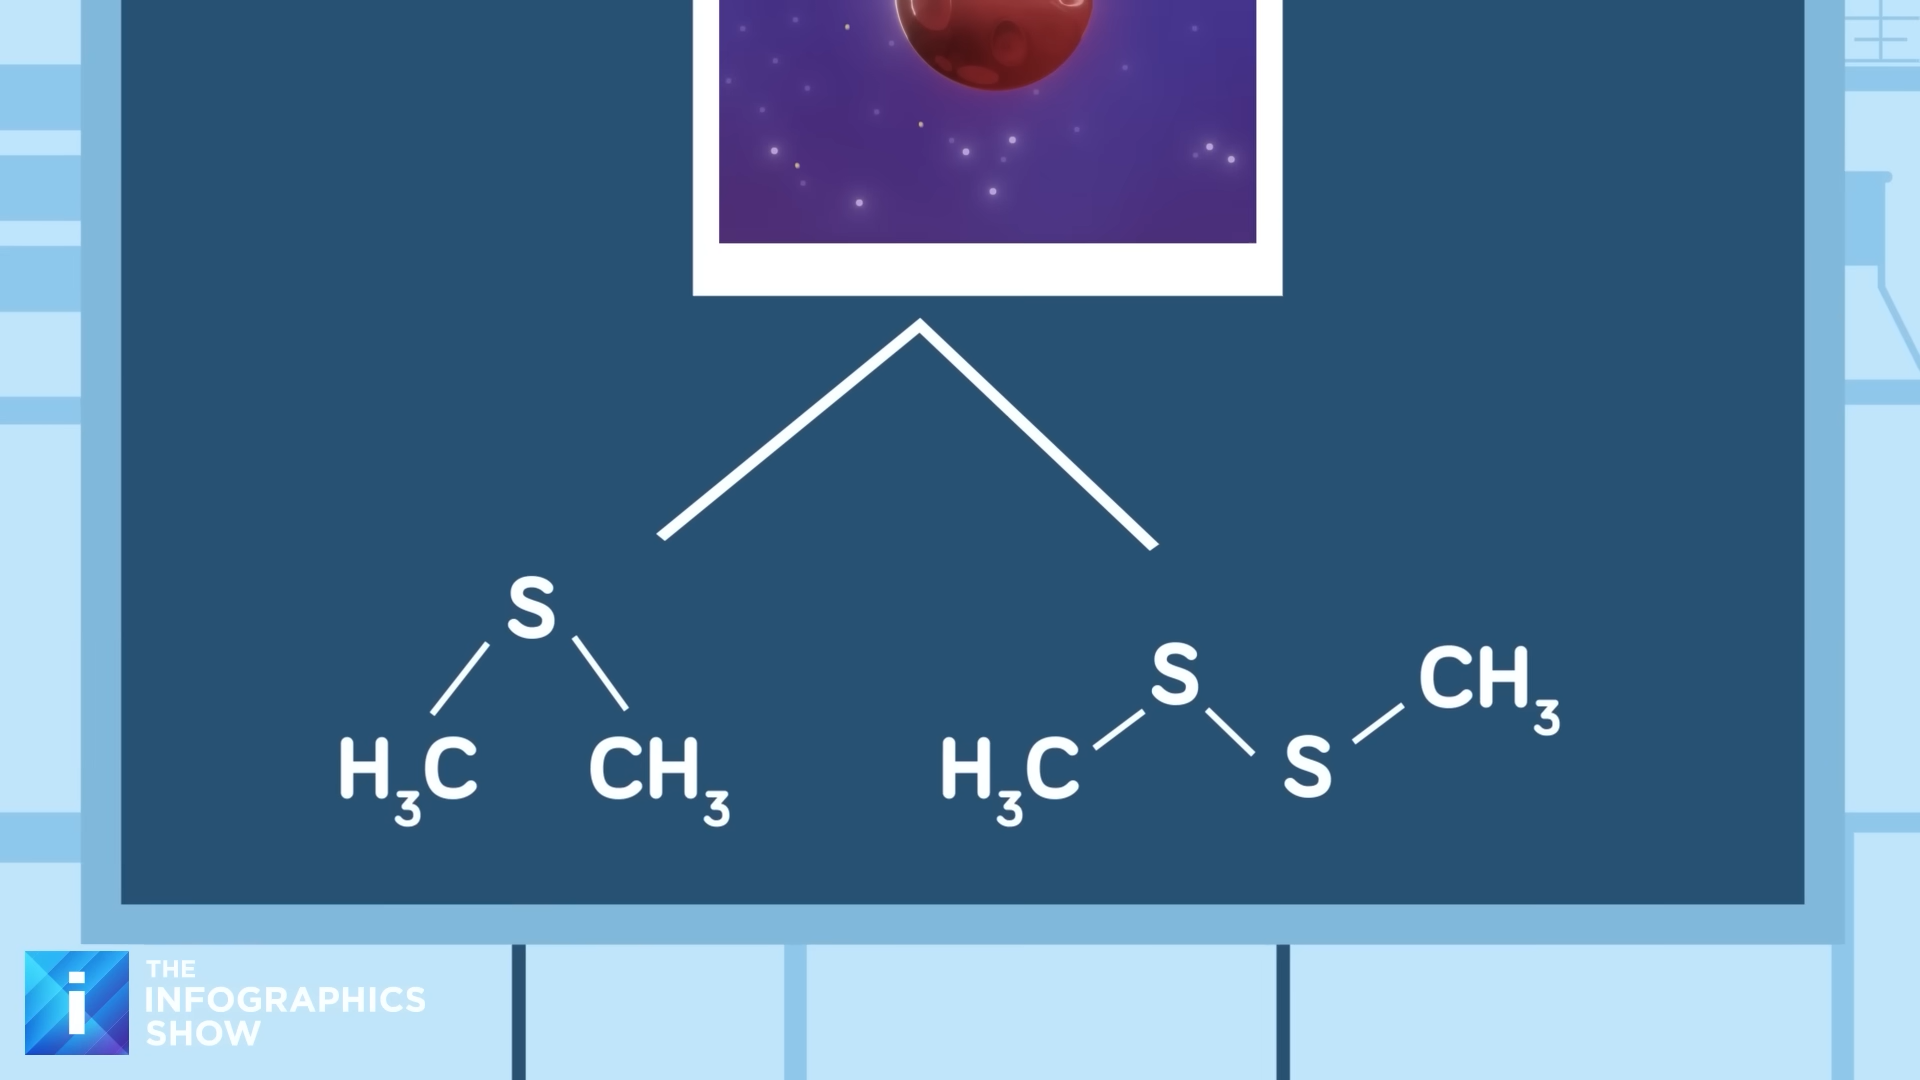 S
H₃C CH₃
S
CH₃
H₃C
S
THE
INFOGRAPHICS
SHOW